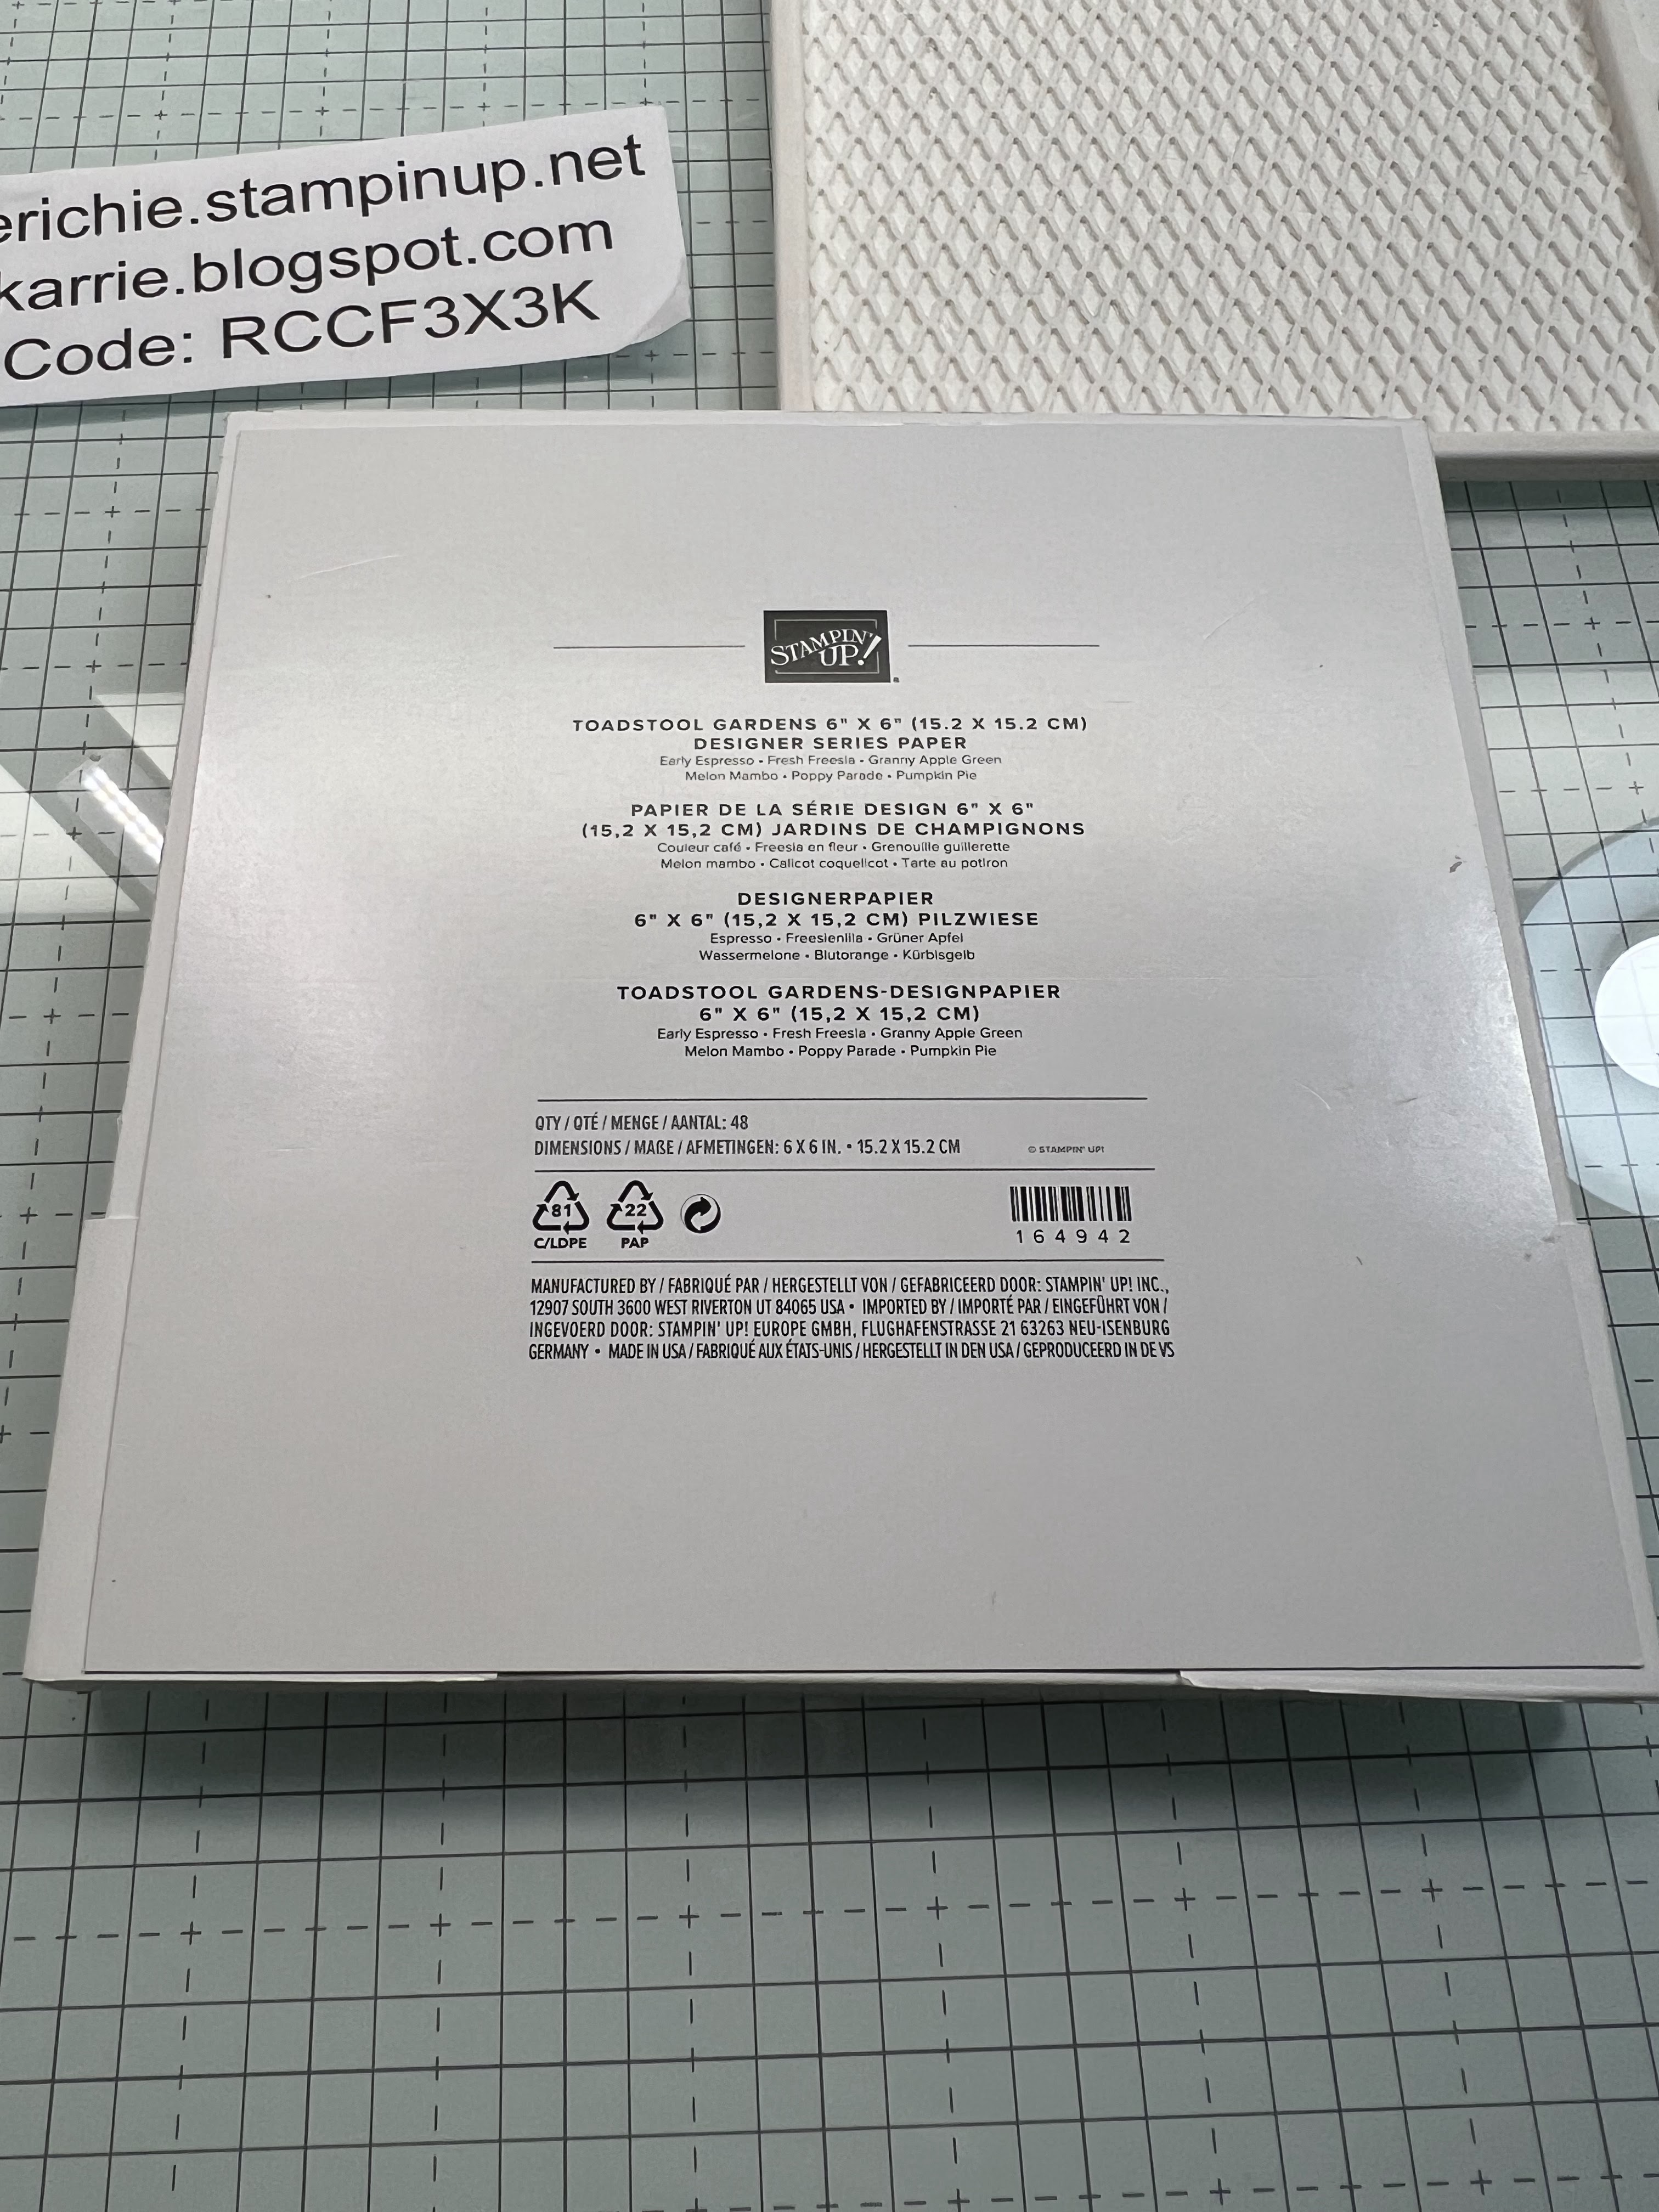 erichie.stampinup.net
karrie.blogspot.com
Code: RCCF3X3K
STAMPIN'
UP!
TOADSTOOL GARDENS 6" X 6" (15.2 X 15.2 CM)
DESIGNER SERIES PAPER
Early Espresso • Fresh Freesia • Granny Apple Green
Melon Mambo • Poppy Parade • Pumpkin Pie
PAPIER DE LA SÉRIE DESIGN 6" X 6"
(15,2 X 15,2 CM) JARDINS DE CHAMPIGNONS
Couleur café • Freesia en fleur • Grenouille guillerette
Melon mambo • Calicot coquelicot • Tarte au potiron
DESIGNERPAPIER
6" X 6" (15,2 X 15,2 CM) PILZWIESE
Espresso • Freesienlila • Grüner Apfel
Wassermelone • Blutorange • Kürbisgelb
TOADSTOOL GARDENS-DESIGNPAPIER
6" X 6" (15,2 X 15,2 CM)
Early Espresso • Fresh Freesia • Granny Apple Green
Melon Mambo • Poppy Parade • Pumpkin Pie
QTY / QTÉ / MENGE / AANTAL: 48
DIMENSIONS / MAßE / AFMETINGEN: 6 X 6 IN. • 15.2 X 15.2 CM
© STAMPIN' UP!
81
C/LDPE
22
PAP
164942
MANUFACTURED BY / FABRIQUÉ PAR / HERGESTELLT VON / GEFABRICEERD DOOR: STAMPIN' UP! INC.,
12907 SOUTH 3600 WEST RIVERTON UT 84065 USA • IMPORTED BY / IMPORTÉ PAR / EINGEFÜHRT VON /
INGEVOERD DOOR: STAMPIN' UP! EUROPE GMBH, FLUGHAFENSTRASSE 21 63263 NEU-ISENBURG
GERMANY • MADE IN USA / FABRIQUÉ AUX ÉTATS-UNIS / HERGESTELLT IN DEN USA / GEPRODUCEERD IN DE VS